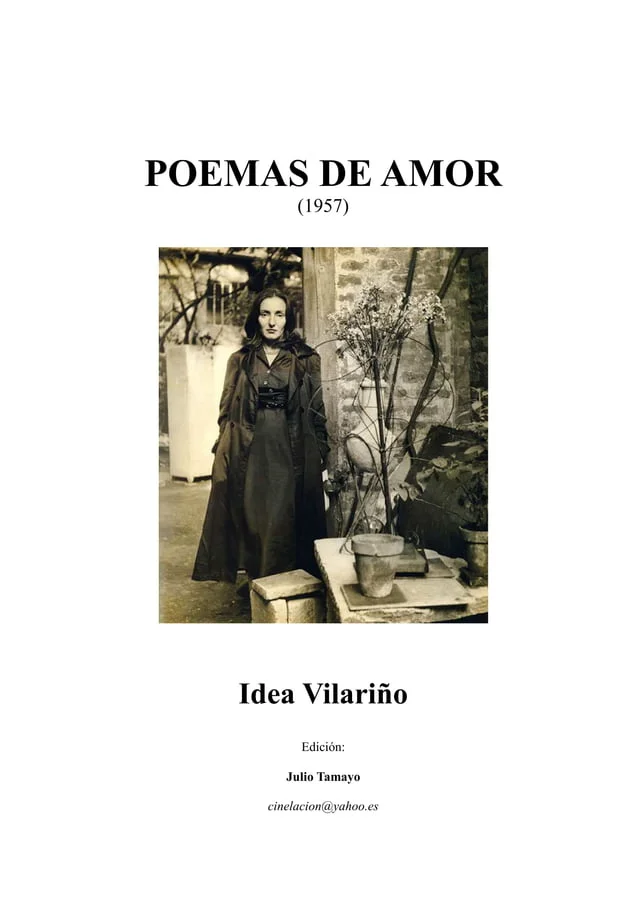 POEMAS DE AMOR
(1957)
Idea Vilariño
Edición:
Julio Tamayo
cinelacion@yahoo.es